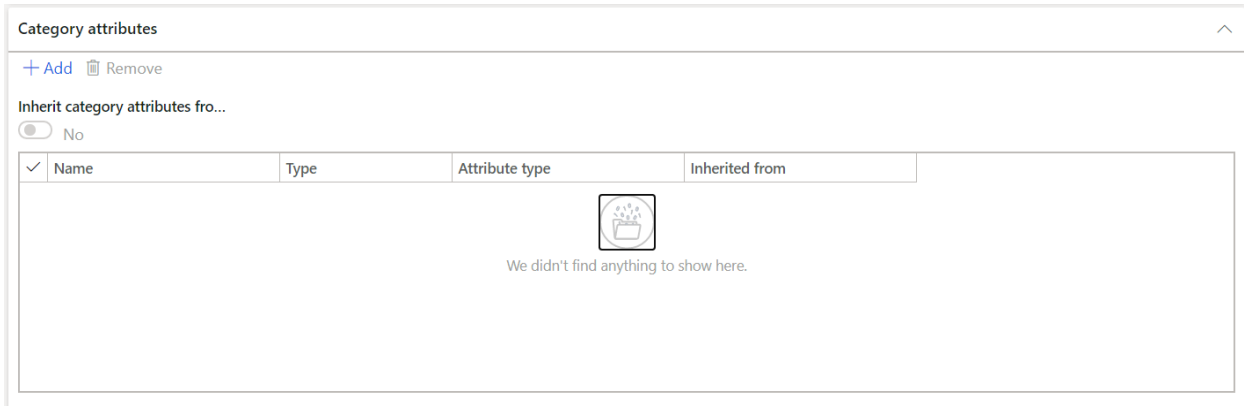 Category attributes
Add Remove
Inherit category attributes fro...
No
Name Type Attribute type Inherited from
We didn't find anything to show here.